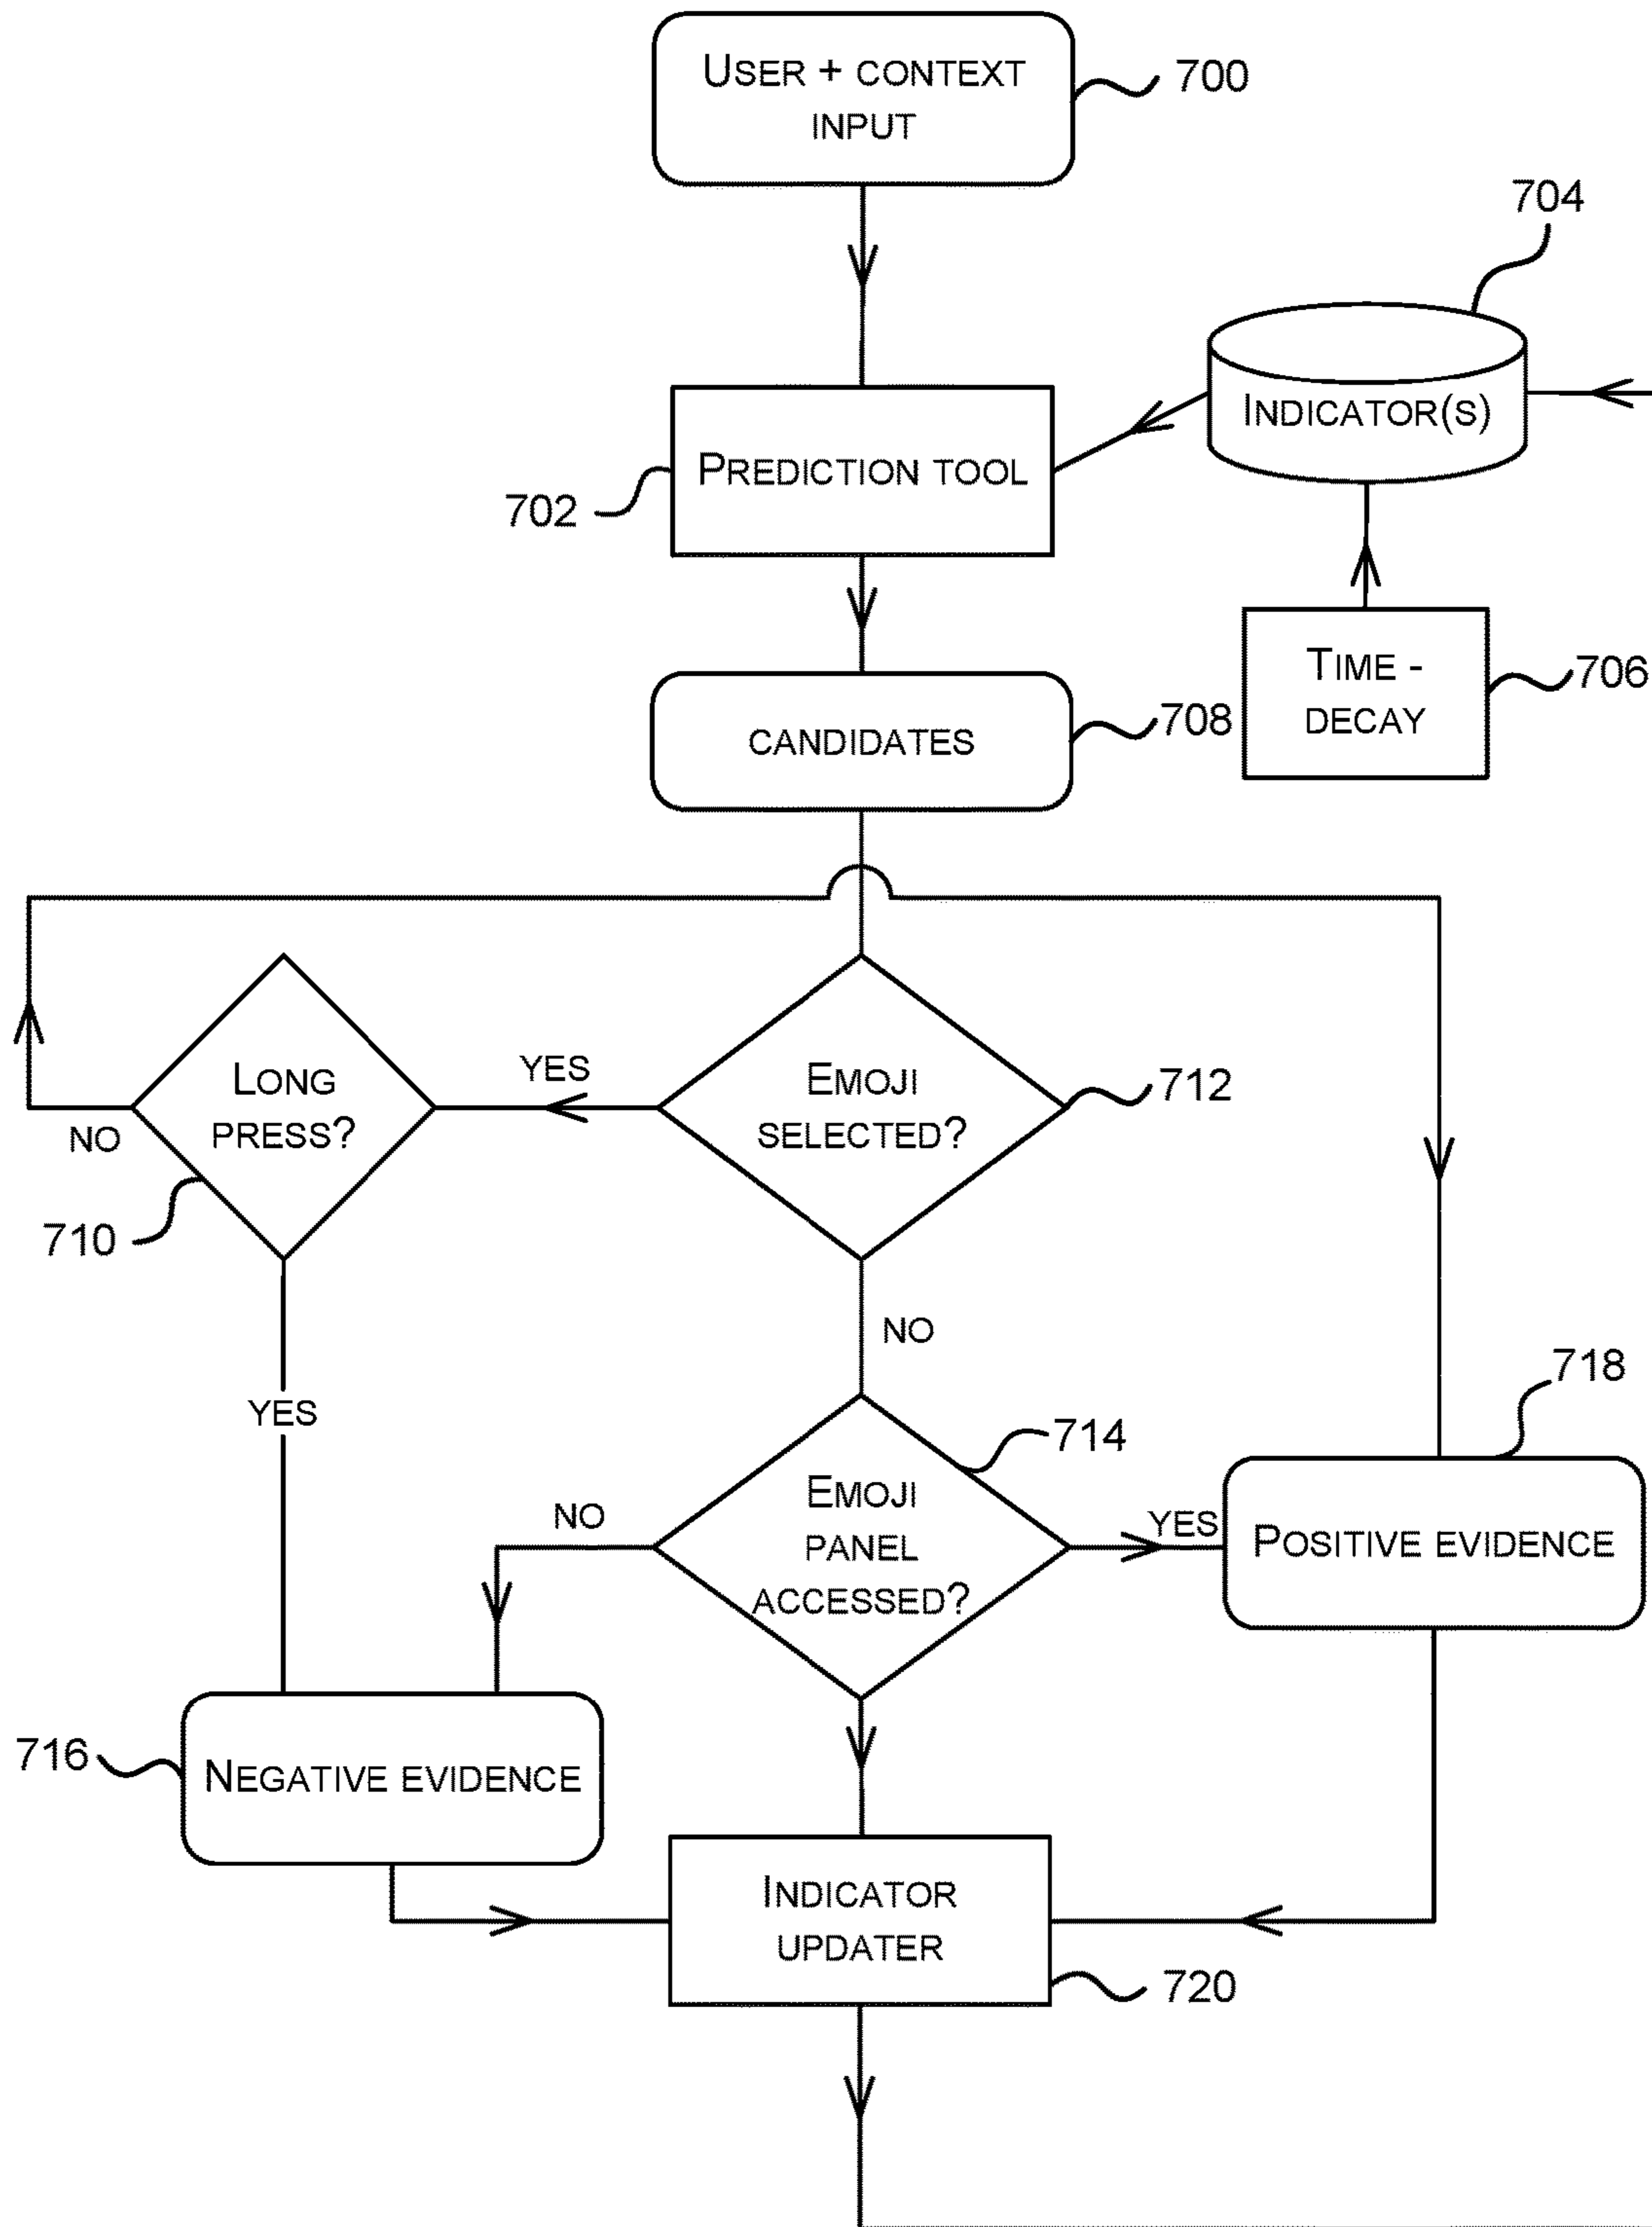 User + context
input
700
704
Indicator(s)
Prediction tool
702
Time -
decay
706
candidates
708
Long
press?
yes
Emoji
selected?
712
no
710
no
yes
718
714
Emoji
panel
accessed?
no
yes
Positive evidence
716
Negative evidence
Indicator
updater
720